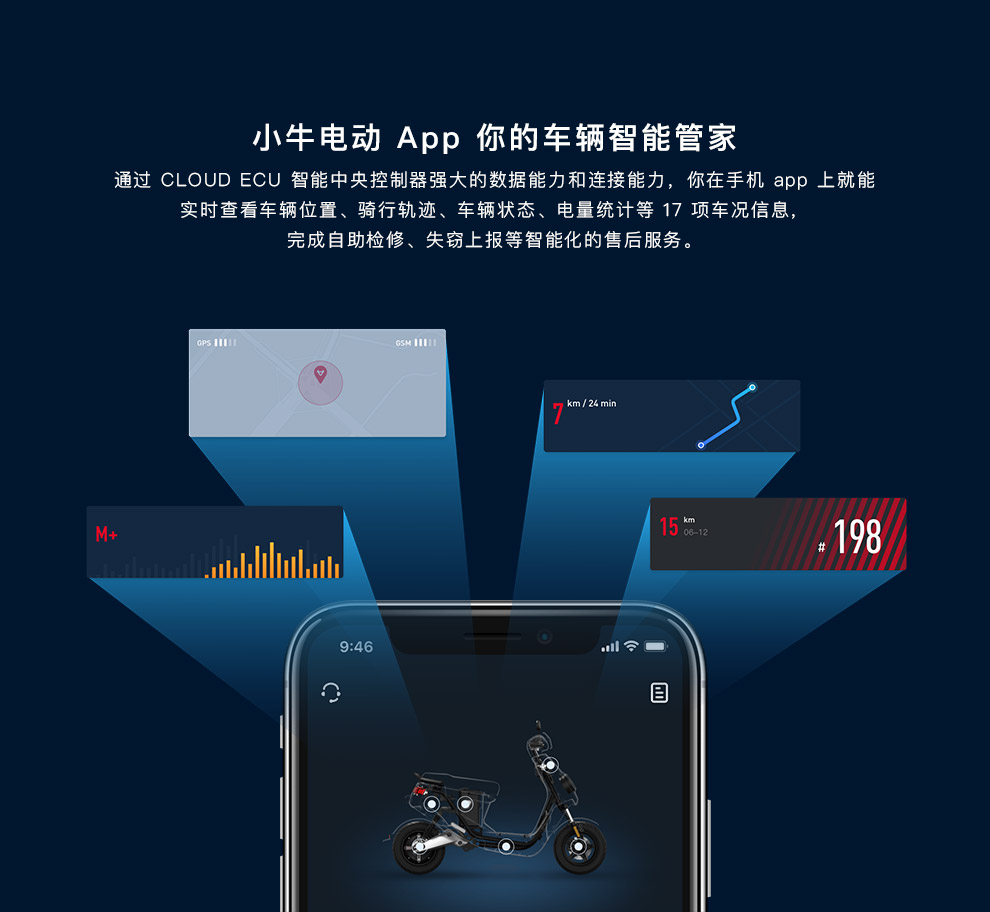 小牛电动 App 你的车辆智能管家
通过 CLOUD ECU 智能中央控制器强大的数据能力和连接能力，你在手机 app 上就能
实时查看车辆位置、骑行轨迹、车辆状态、电量统计等 17 项车况信息，
完成自助检修、失窃上报等智能化的售后服务。
GPS
GSM
7 km / 24 min
M+
15 km
06-12
# 198
9:46